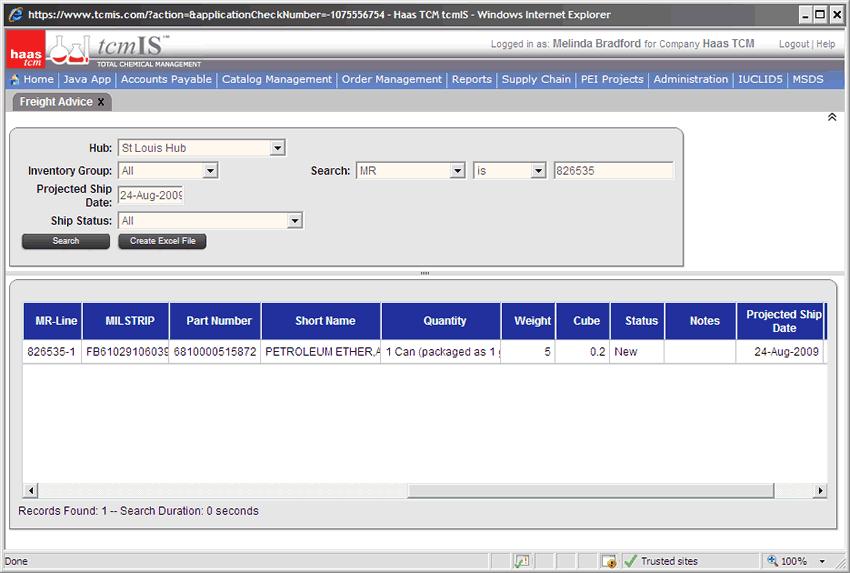 https://www.tcmis.com/?action=&applicationCheckNumber=-1075556754 - Haas TCM tcmIS - Windows Internet Explorer
haas tcm
tcmIS™
TOTAL CHEMICAL MANAGEMENT
Logged in as: Melinda Bradford for Company Haas TCM Logout | Help
Home | Java App | Accounts Payable | Catalog Management | Order Management | Reports | Supply Chain | PEI Projects | Administration | IUCLID5 | MSDS
Freight Advice x
Hub: St Louis Hub
Inventory Group: All Search: MR is 826535
Projected Ship Date: 24-Aug-2009
Ship Status: All
Search Create Excel File
MR-Line MILSTRIP Part Number Short Name Quantity Weight Cube Status Notes Projected Ship Date
826535-1 FB61029106039 6810000515872 PETROLEUM ETHER,A 1 Can (packaged as 1 5 0.2 New 24-Aug-2009
Records Found: 1 -- Search Duration: 0 seconds
Done Trusted sites 100%